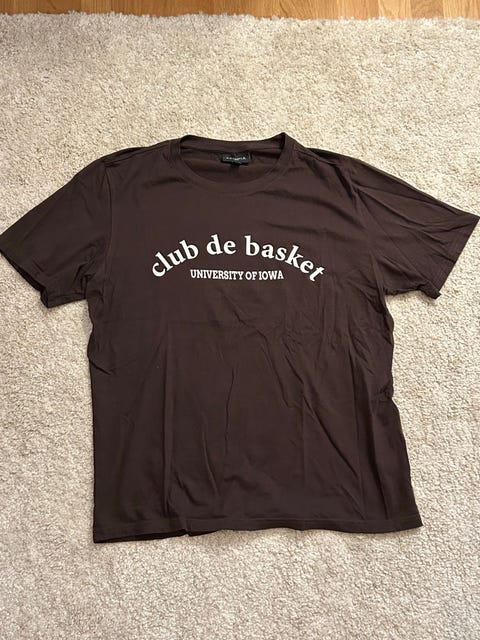 club de basket
UNIVERSITY OF IOWA